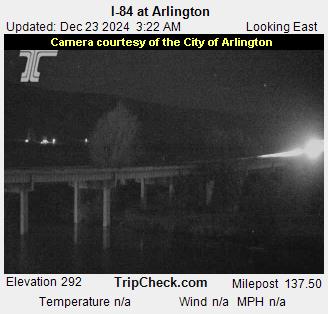 I-84 at Arlington
Updated: Dec 23 2024 3:22 AM Looking East
Camera courtesy of the City of Arlington
Elevation 292 TripCheck.com Milepost 137.50
Temperature n/a Wind n/a MPH n/a